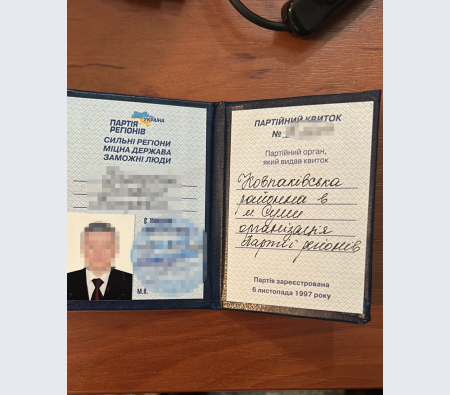 УКРАЇНА
ПАРТІЯ
РЕГІОНІВ
СИЛЬНІ РЕГІОНИ
МІЦНА ДЕРЖАВА
ЗАМОЖНІ ЛЮДИ
М.К.
ПАРТІЙНИЙ КВИТОК
№
Партійний орган,
який видав квиток
Ковпаківська
районна в
м Суми
організація
Партії регіонів
Партія зареєстрована
6 листопада 1997 року